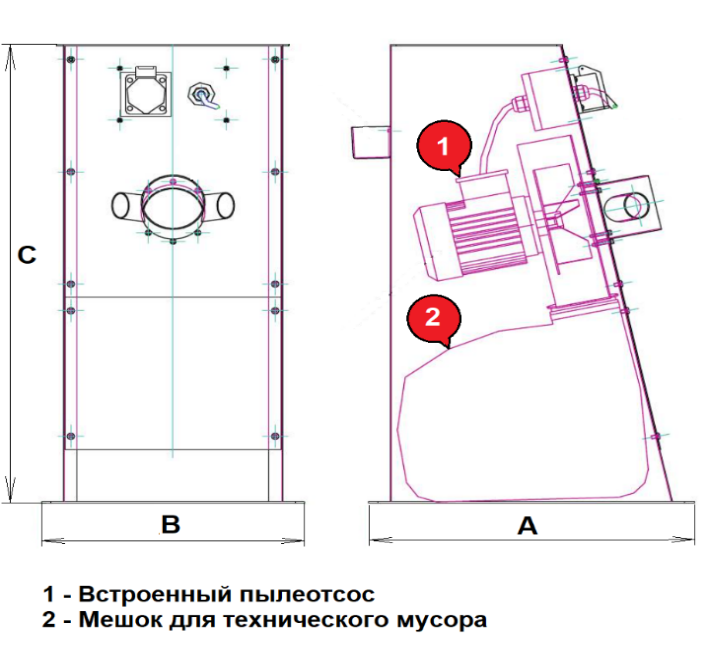 1
C
2
B
A
1 - Встроенный пылеотсос
2 - Мешок для технического мусора